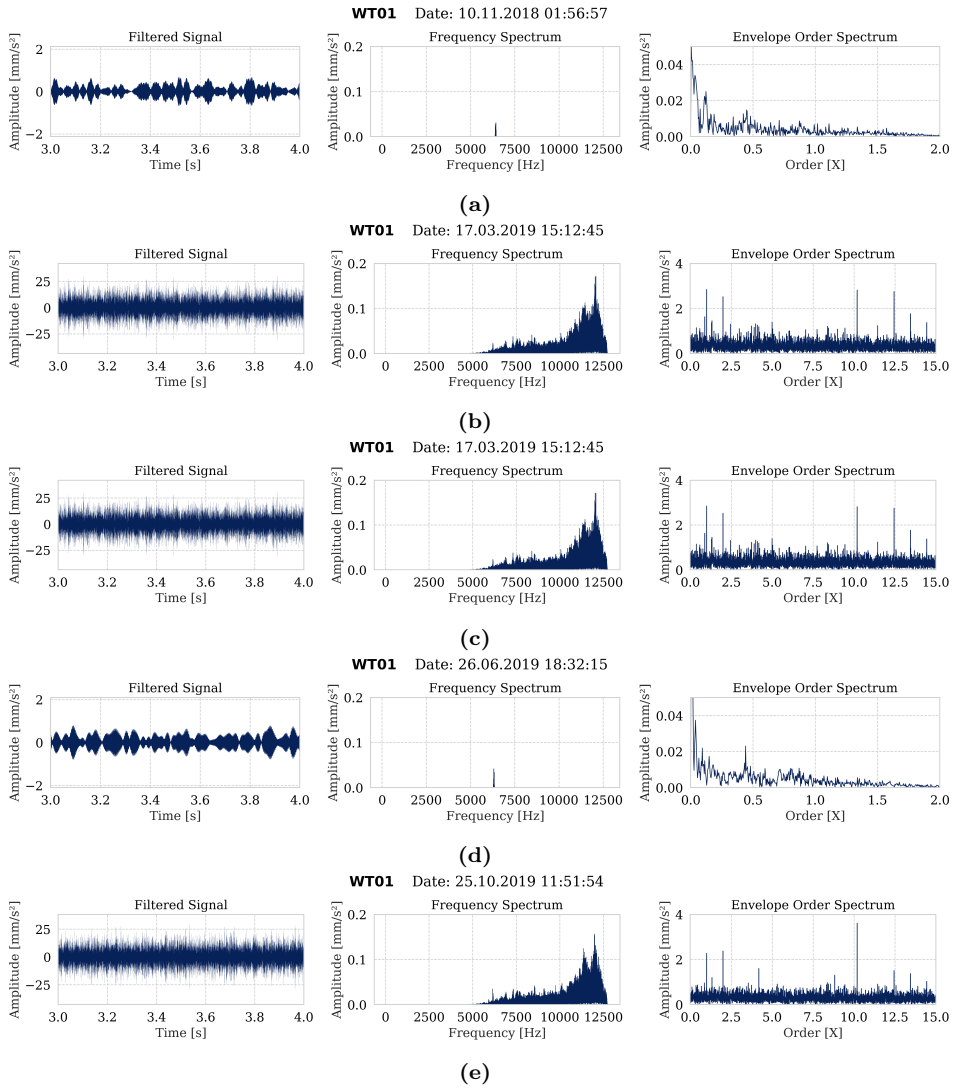 WT01 Date: 10.11.2018 01:56:57
Filtered Signal Frequency Spectrum Envelope Order Spectrum
Amplitude [mm/s²] 2 0 −2 Amplitude [mm/s²] 0.2 0.1 0.0 Amplitude [mm/s²] 0.04 0.02 0.00
3.0 3.2 3.4 3.6 3.8 4.0 0 2500 5000 7500 10000 12500 0.0 0.5 1.0 1.5 2.0
Time [s] Frequency [Hz] Order [X]
(a)
WT01 Date: 17.03.2019 15:12:45
Filtered Signal Frequency Spectrum Envelope Order Spectrum
Amplitude [mm/s²] 25 0 −25 Amplitude [mm/s²] 0.2 0.1 0.0 Amplitude [mm/s²] 4 2 0
3.0 3.2 3.4 3.6 3.8 4.0 0 2500 5000 7500 10000 12500 0.0 2.5 5.0 7.5 10.0 12.5 15.0
Time [s] Frequency [Hz] Order [X]
(b)
WT01 Date: 17.03.2019 15:12:45
Filtered Signal Frequency Spectrum Envelope Order Spectrum
Amplitude [mm/s²] 25 0 −25 Amplitude [mm/s²] 0.2 0.1 0.0 Amplitude [mm/s²] 4 2 0
3.0 3.2 3.4 3.6 3.8 4.0 0 2500 5000 7500 10000 12500 0.0 2.5 5.0 7.5 10.0 12.5 15.0
Time [s] Frequency [Hz] Order [X]
(c)
WT01 Date: 26.06.2019 18:32:15
Filtered Signal Frequency Spectrum Envelope Order Spectrum
Amplitude [mm/s²] 2 0 −2 Amplitude [mm/s²] 0.2 0.1 0.0 Amplitude [mm/s²] 0.04 0.02 0.00
3.0 3.2 3.4 3.6 3.8 4.0 0 2500 5000 7500 10000 12500 0.0 0.5 1.0 1.5 2.0
Time [s] Frequency [Hz] Order [X]
(d)
WT01 Date: 25.10.2019 11:51:54
Filtered Signal Frequency Spectrum Envelope Order Spectrum
Amplitude [mm/s²] 25 0 −25 Amplitude [mm/s²] 0.2 0.1 0.0 Amplitude [mm/s²] 4 2 0
3.0 3.2 3.4 3.6 3.8 4.0 0 2500 5000 7500 10000 12500 0.0 2.5 5.0 7.5 10.0 12.5 15.0
Time [s] Frequency [Hz] Order [X]
(e)